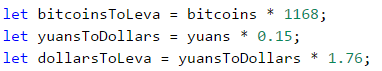 let bitcoinsToLeva = bitcoins * 1168;
let yuansToDollars = yuans * 0.15;
let dollarsToLeva = yuansToDollars * 1.76;